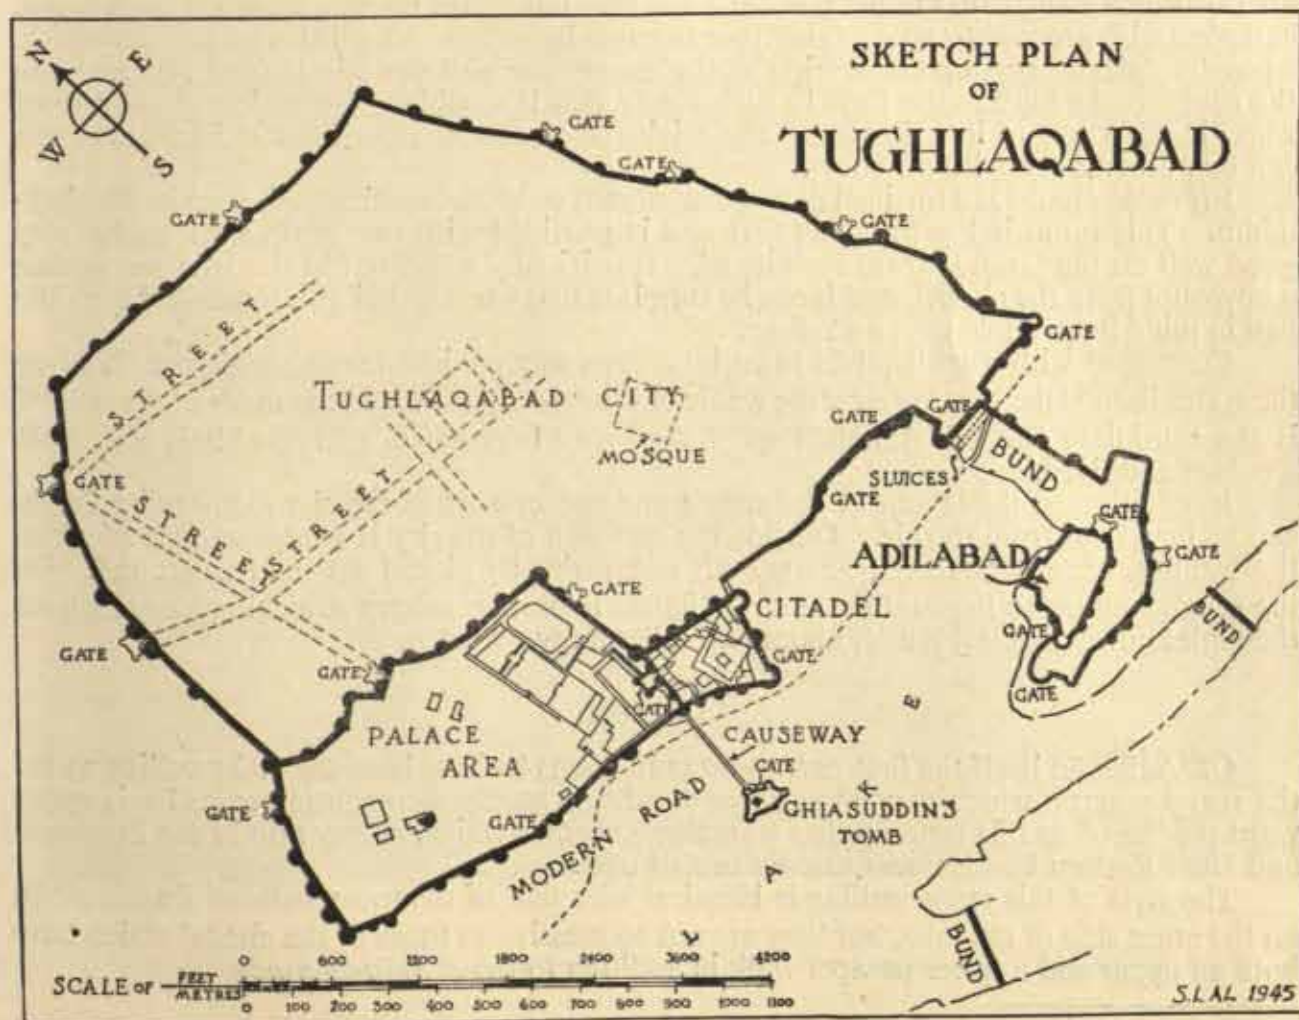 SKETCH PLAN
OF
TUGHLAQABAD
N
E
W
S
GATE
GATE
GATE
GATE
GATE
STREET
TUGHLAQABAD CITY
MOSQUE
GATE
GATE
BUND
SLUICES
GATE
STREET
STREET
GATE
GATE
ADILABAD
GATE
BUND
GATE
CITADEL
GATE
GATE
GATE
GATE
GATE
GATE
PALACE
AREA
CAUSEWAY
GATE
GHIASUDDIN'S
TOMB
MODERN ROAD
GATE
GATE
LAKE
BUND
SCALE OF FEET
METRES
0 600 1200 1800 2400 3000 3600 4200
0 100 200 300 400 500 600 700 800 900 1000 1100
S.LAL 1945